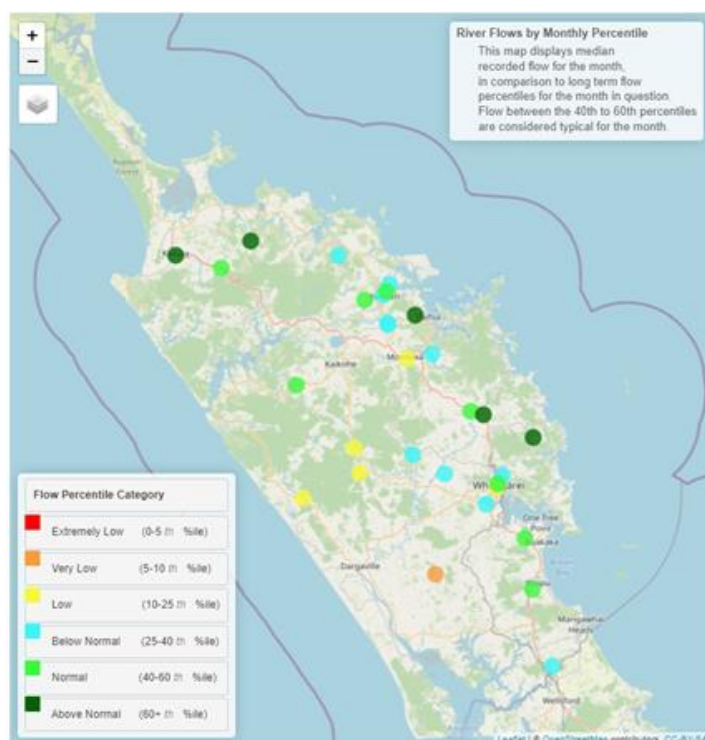 +
−
River Flows by Monthly Percentile
This map displays median
recorded flow for the month,
in comparison to long term flow
percentiles for the month in question.
Flow between the 40th to 60th percentiles
are considered typical for the month.
Kaikohe
Dargaville
One Tree
Point
Mangawhai
Heads
Wellsford
Flow Percentile Category
Extremely Low (0-5 th %ile)
Very Low (5-10 th %ile)
Low (10-25 th %ile)
Below Normal (25-40 th %ile)
Normal (40-60 th %ile)
Above Normal (60+ th %ile)
Leaflet | © OpenStreetMap contributors, CC-BY-SA